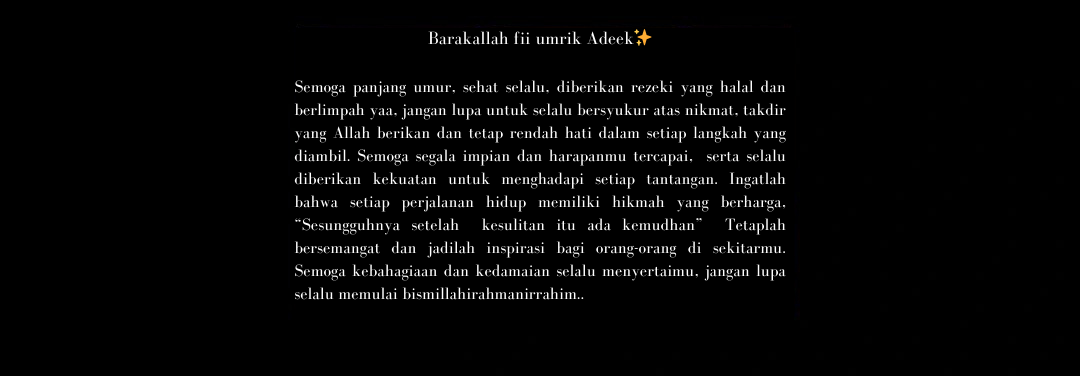 Barakallah fii umrik Adeek✨
Semoga panjang umur, sehat selalu, diberikan rezeki yang halal dan
berlimpah yaa, jangan lupa untuk selalu bersyukur atas nikmat, takdir
yang Allah berikan dan tetap rendah hati dalam setiap langkah yang
diambil. Semoga segala impian dan harapanmu tercapai,  serta selalu
diberikan kekuatan untuk menghadapi setiap tantangan. Ingatlah
bahwa setiap perjalanan hidup memiliki hikmah yang berharga,
“Sesungguhnya setelah  kesulitan itu ada kemudhan”  Tetaplah
bersemangat dan jadilah inspirasi bagi orang-orang di sekitarmu.
Semoga kebahagiaan dan kedamaian selalu menyertaimu, jangan lupa
selalu memulai bismillahirahmanirrahim..